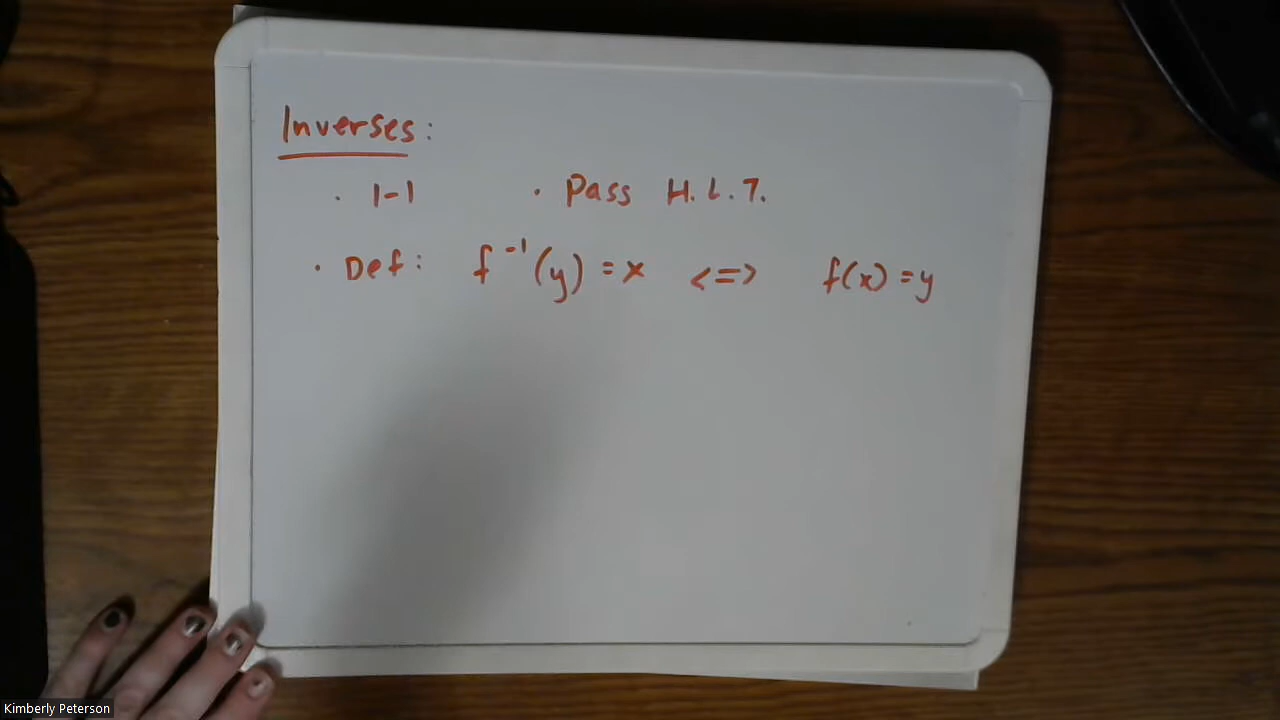 Inverses:
· 1-1 · Pass H.L.T.
· Def: f⁻¹(y) = x <=> f(x) = y
Kimberly Peterson